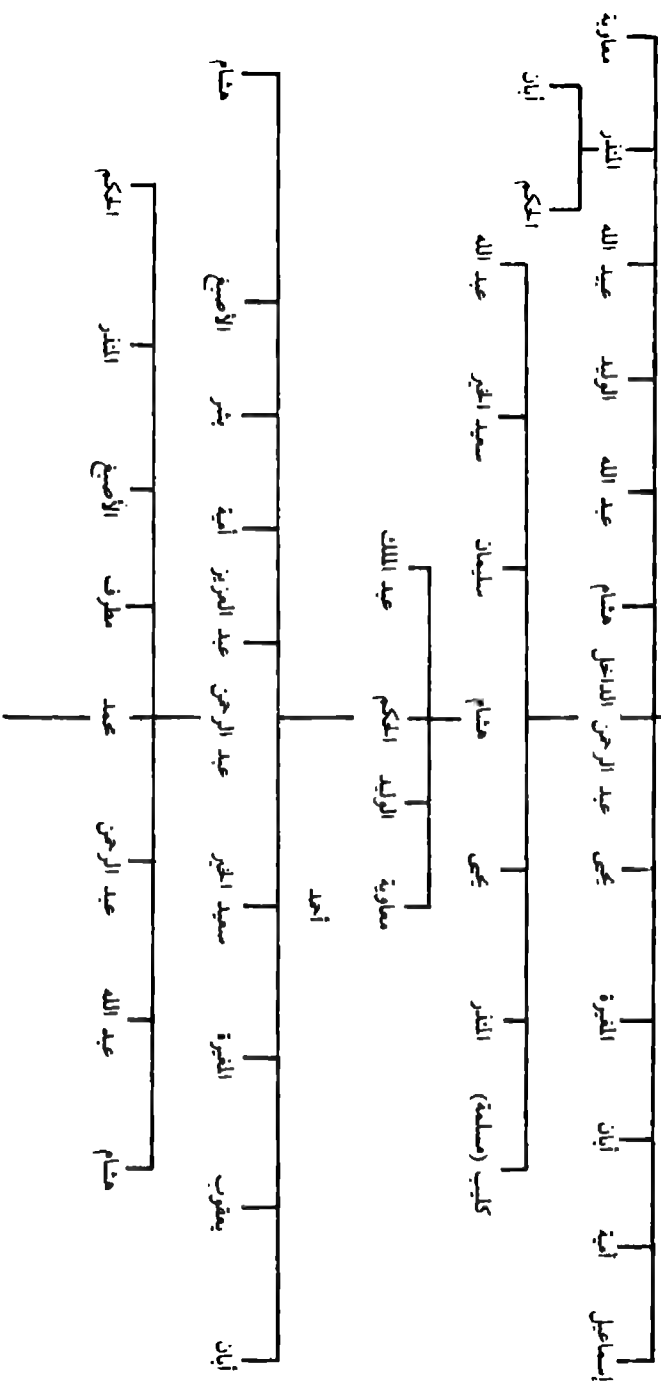 إسماعيل أمية أبان المغيرة يحيى عبد الرحمن الداخل هشام عبد الله الوليد عبيد الله المنذر معاوية
الحكم أبان
كليب (مسلمة) المنذر يحيى هشام سليمان سعيد الخير عبد الله
معاوية الوليد الحكم عبد الملك
أحمد
أبان يعقوب المغيرة سعيد الخير عبد الرحمن عبد العزيز أمية بشر الأصبغ هشام
هشام عبد الله عبد الرحمن محمد مطرف الأصبغ المنذر الحكم